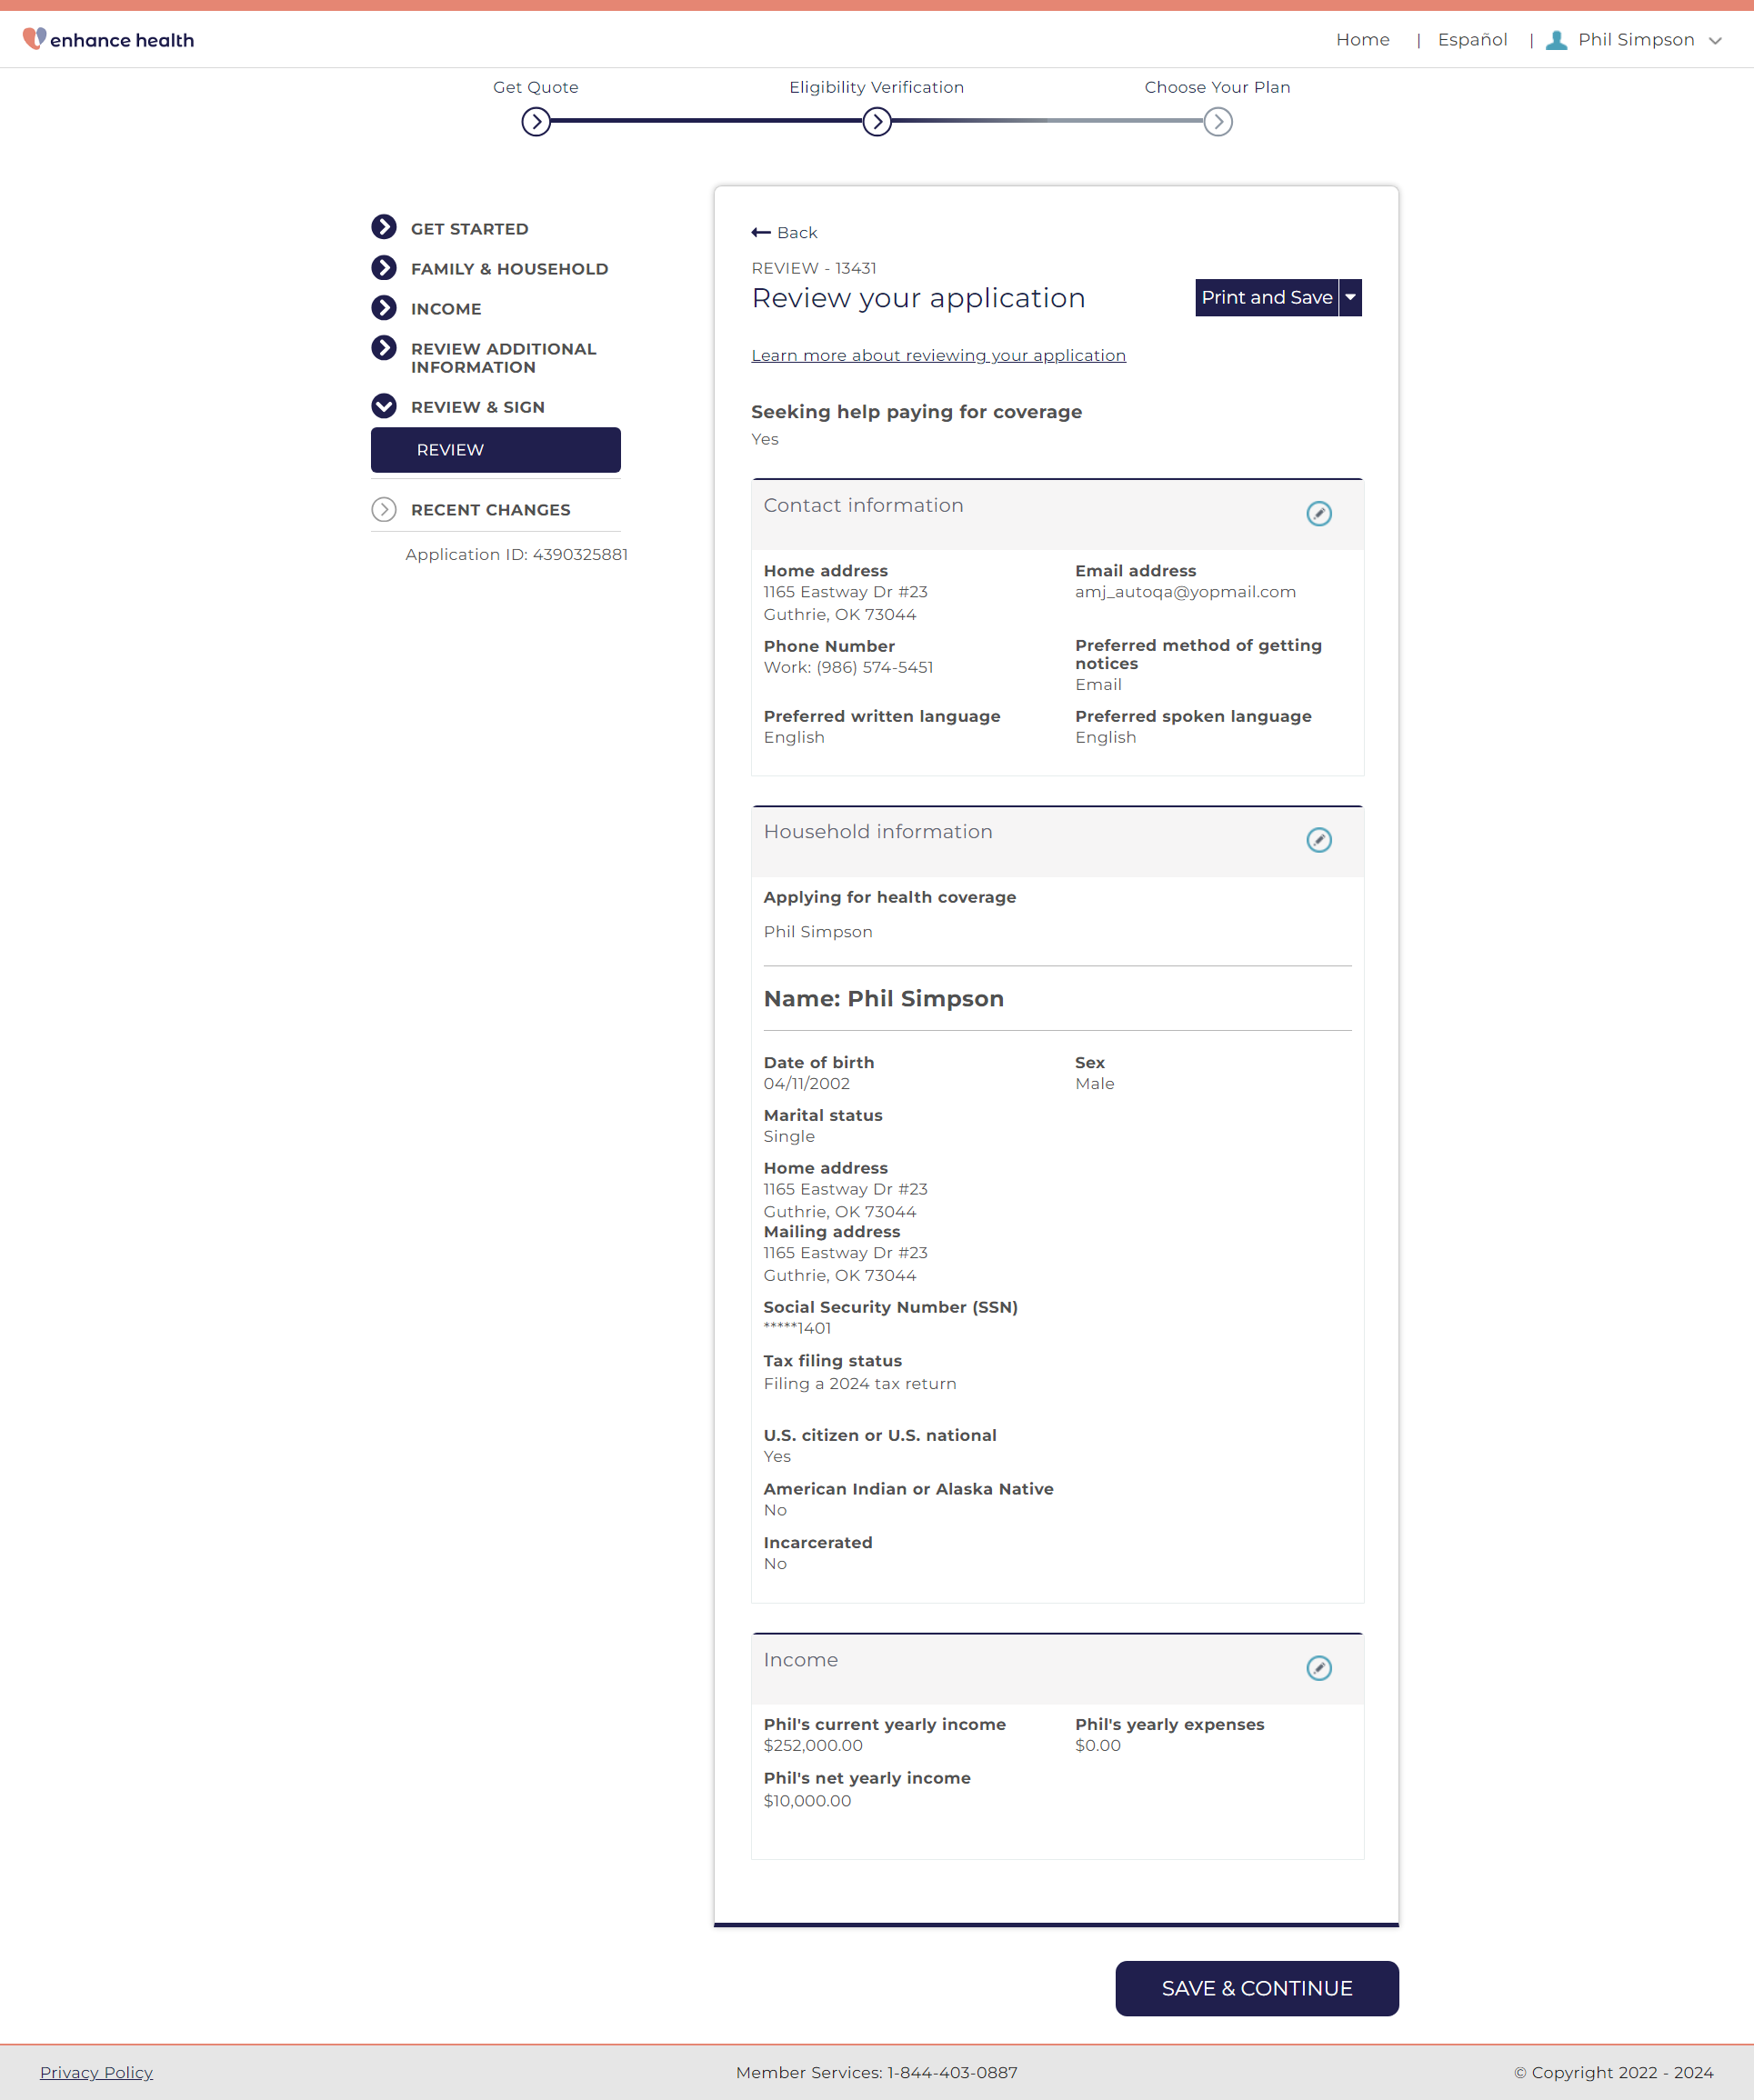 enhance health
Home | Español | Phil Simpson
Get Quote
Eligibility Verification
Choose Your Plan
GET STARTED
FAMILY & HOUSEHOLD
INCOME
REVIEW ADDITIONAL
INFORMATION
REVIEW & SIGN
REVIEW
RECENT CHANGES
Application ID: 4390325881
Back
REVIEW - 13431
Review your application
Print and Save
Learn more about reviewing your application
Seeking help paying for coverage
Yes
Contact information
Home address
1165 Eastway Dr #23
Guthrie, OK 73044
Email address
amj_autoqa@yopmail.com
Phone Number
Work: (986) 574-5451
Preferred method of getting
notices
Email
Preferred written language
English
Preferred spoken language
English
Household information
Applying for health coverage
Phil Simpson
Name: Phil Simpson
Date of birth
04/11/2002
Sex
Male
Marital status
Single
Home address
1165 Eastway Dr #23
Guthrie, OK 73044
Mailing address
1165 Eastway Dr #23
Guthrie, OK 73044
Social Security Number (SSN)
*****1401
Tax filing status
Filing a 2024 tax return
U.S. citizen or U.S. national
Yes
American Indian or Alaska Native
No
Incarcerated
No
Income
Phil's current yearly income
$252,000.00
Phil's yearly expenses
$0.00
Phil's net yearly income
$10,000.00
SAVE & CONTINUE
Privacy Policy
Member Services: 1-844-403-0887
© Copyright 2022 - 2024